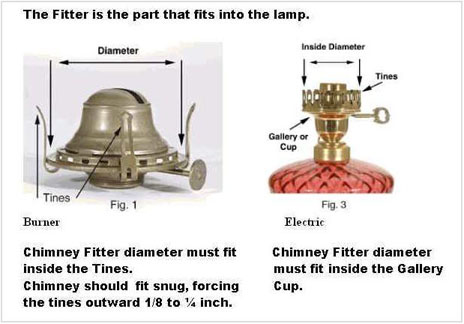 The Fitter is the part that fits into the lamp.
Diameter
Tines
Fig. 1
Burner
Inside Diameter
Tines
Gallery or
Cup
Fig. 3
Electric
Chimney Fitter diameter must fit
inside the Tines.
Chimney should fit snug, forcing
the tines outward 1/8 to ¼ inch.
Chimney Fitter diameter
must fit inside the Gallery
Cup.